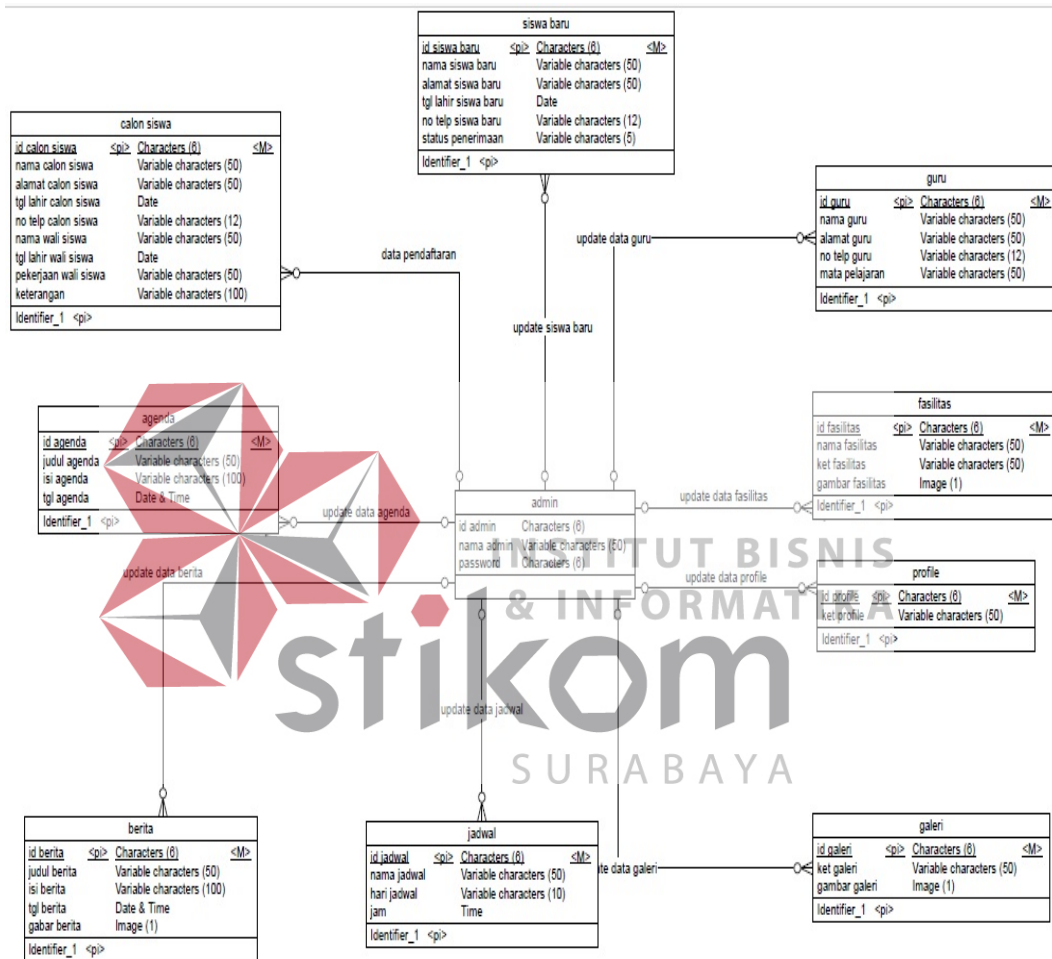 siswa baru
id siswa baru <pi> Characters (6) <M>
nama siswa baru Variable characters (50)
alamat siswa baru Variable characters (50)
tgl lahir siswa baru Date
no telp siswa baru Variable characters (12)
status penerimaan Variable characters (5)
Identifier_1 <pi>
calon siswa
id calon siswa <pi> Characters (6) <M>
nama calon siswa Variable characters (50)
alamat calon siswa Variable characters (50)
tgl lahir calon siswa Date
no telp calon siswa Variable characters (12)
nama wali siswa Variable characters (50)
tgl lahir wali siswa Date
pekerjaan wali siswa Variable characters (50)
keterangan Variable characters (100)
Identifier_1 <pi>
guru
id guru <pi> Characters (6) <M>
nama guru Variable characters (50)
alamat guru Variable characters (50)
no telp guru Variable characters (12)
mata pelajaran Variable characters (50)
Identifier_1 <pi>
data pendaftaran
update data guru
update siswa baru
agenda
id agenda <pi> Characters (6) <M>
judul agenda Variable characters (50)
isi agenda Variable characters (100)
tgl agenda Date & Time
Identifier_1 <pi>
fasilitas
id fasilitas <pi> Characters (6) <M>
nama fasilitas Variable characters (50)
ket fasilitas Variable characters (50)
gambar fasilitas Image (1)
Identifier_1 <pi>
update data agenda
admin
id admin Characters (6)
nama admin Variable characters (50)
password Characters (6)
update data fasilitas
update data berita
update data profile
profile
id profile <pi> Characters (6) <M>
ket profile Variable characters (50)
Identifier_1 <pi>
INSTITUT BISNIS
& INFORMATIKA
stikom
SURABAYA
update data jadwal
berita
id berita <pi> Characters (6) <M>
judul berita Variable characters (50)
isi berita Variable characters (100)
tgl berita Date & Time
gabar berita Image (1)
Identifier_1 <pi>
jadwal
id jadwal <pi> Characters (6) <M>
nama jadwal Variable characters (50)
hari jadwal Variable characters (10)
jam Time
Identifier_1 <pi>
data galeri
galeri
id galeri <pi> Characters (6) <M>
ket galeri Variable characters (50)
gambar galeri Image (1)
Identifier_1 <pi>